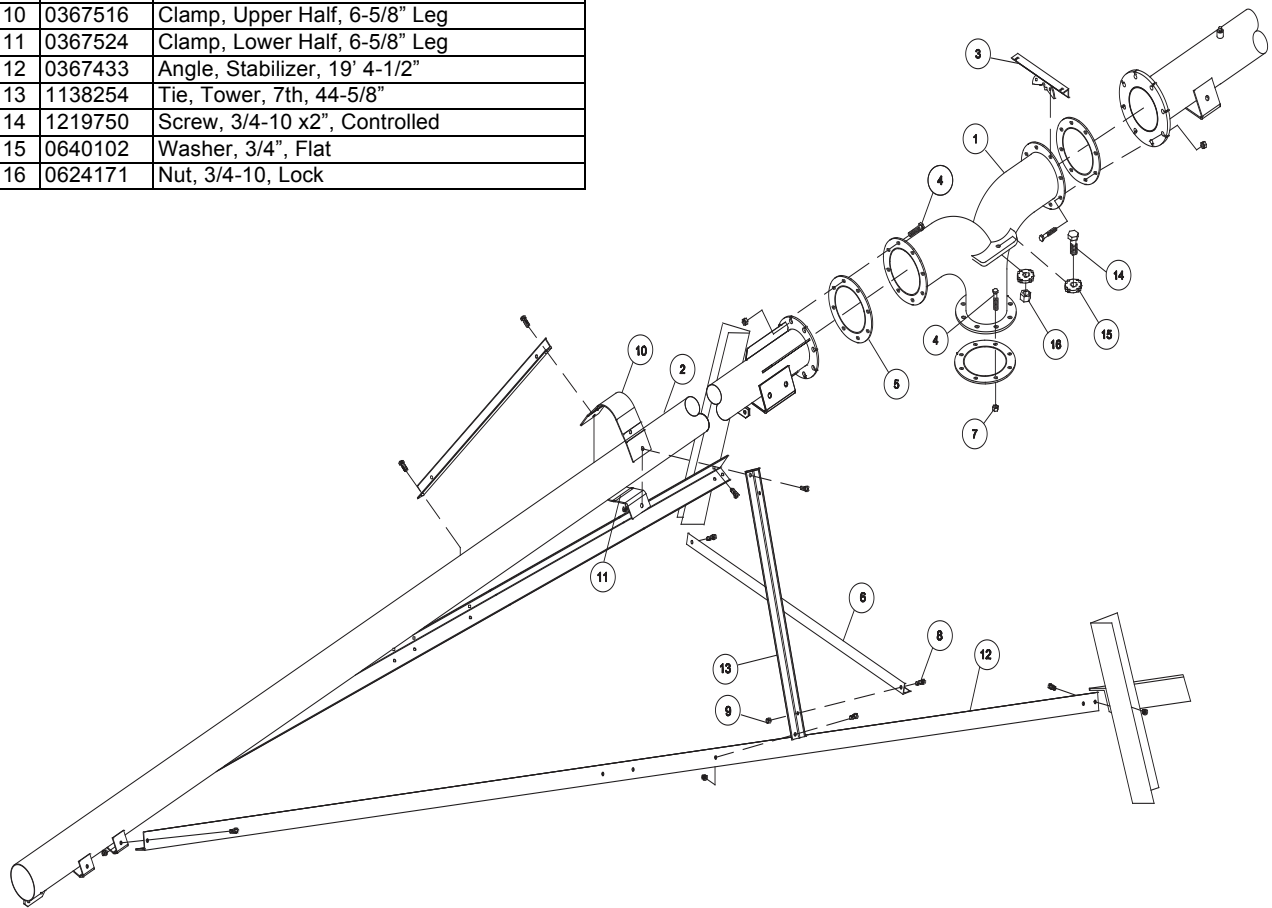 10 0367516 Clamp, Upper Half, 6-5/8” Leg
11 0367524 Clamp, Lower Half, 6-5/8” Leg
12 0367433 Angle, Stabilizer, 19’ 4-1/2”
13 1138254 Tie, Tower, 7th, 44-5/8”
14 1219750 Screw, 3/4-10 x2”, Controlled
15 0640102 Washer, 3/4”, Flat
16 0624171 Nut, 3/4-10, Lock
3
1
4
14
15
16
4
5
7
10
2
11
6
8
13
12
9